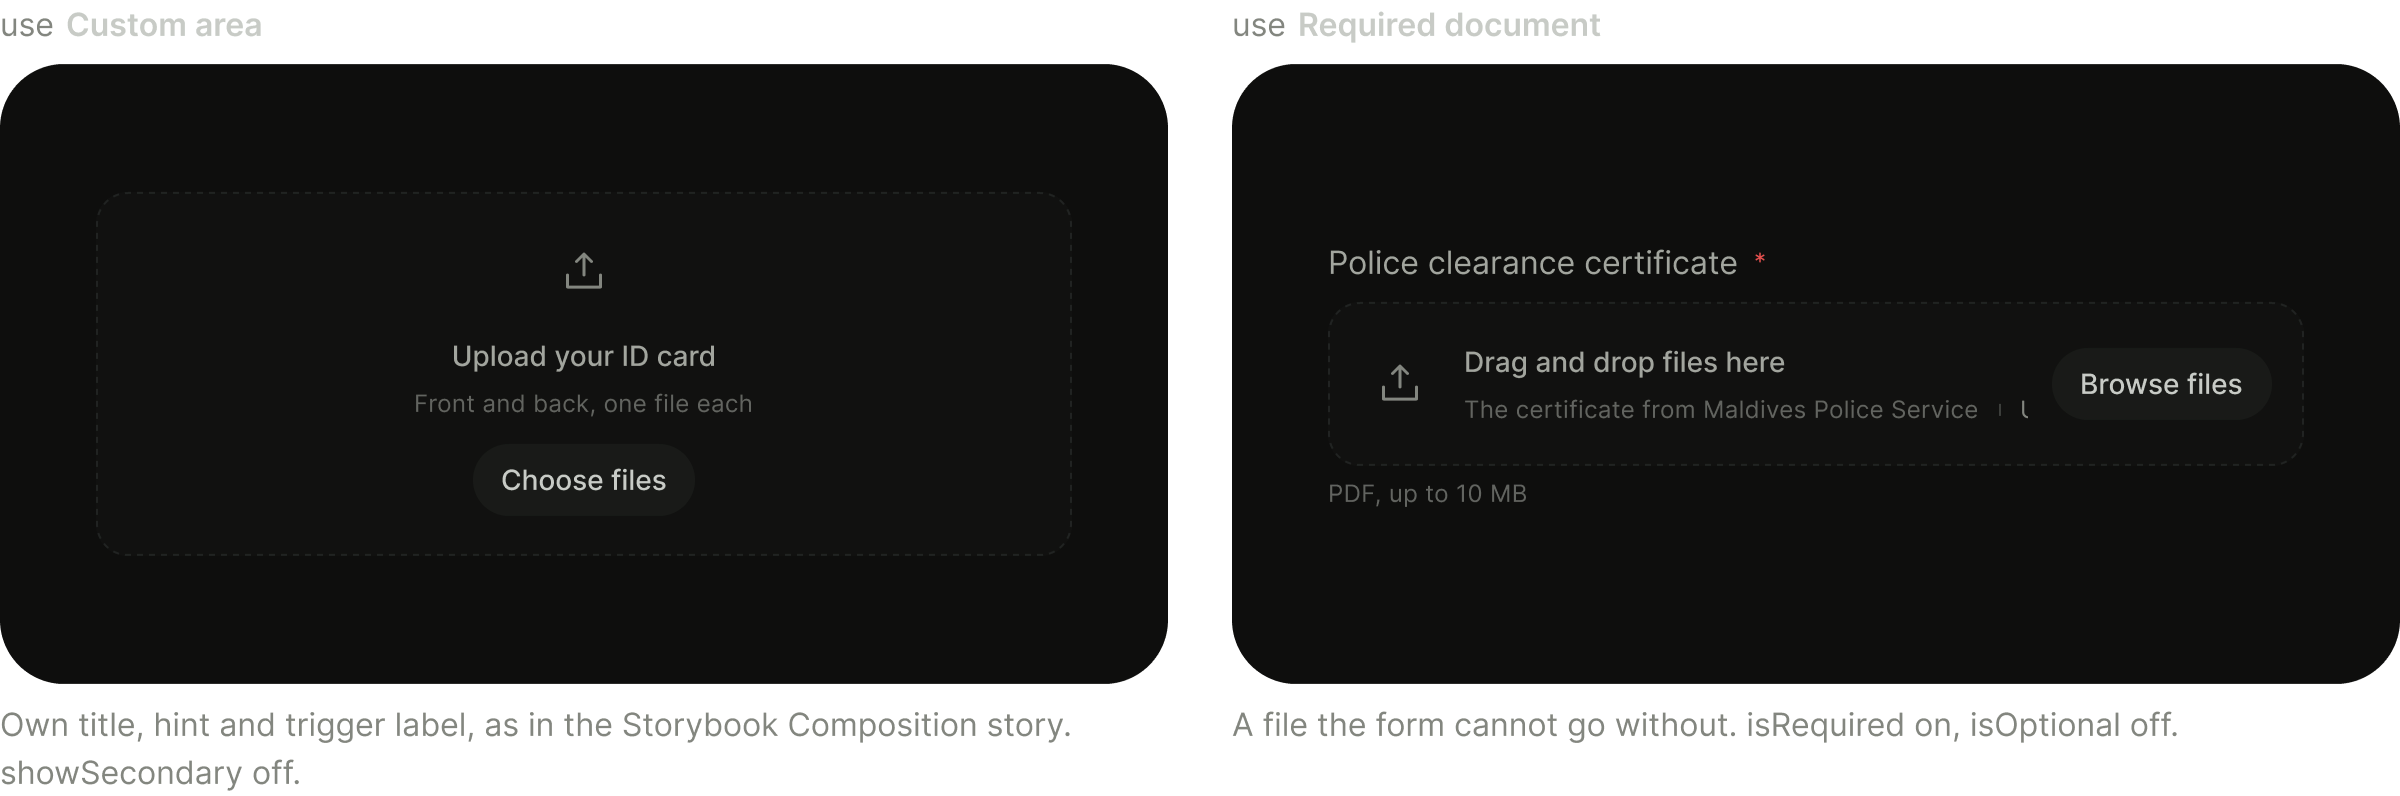 use Custom area
Upload your ID card
Front and back, one file each
Choose files
Own title, hint and trigger label, as in the Storybook Composition story.
showSecondary off.
use Required document
Police clearance certificate *
Drag and drop files here
The certificate from Maldives Police Service
Browse files
PDF, up to 10 MB
A file the form cannot go without. isRequired on, isOptional off.